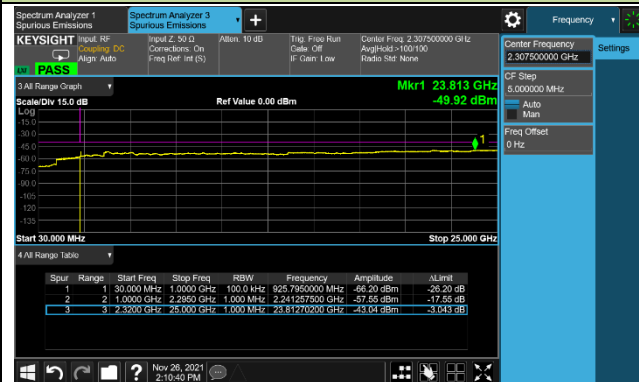 Spectrum Analyzer 1
Spurious Emissions
Spectrum Analyzer 3
Spurious Emissions
Frequency
KEYSIGHT
Input: RF
Coupling: DC
Align: Auto
Input Z: 50 Ω
Corrections: On
Freq Ref: Int (S)
Atten: 10 dB
Trig: Free Run
Gate: Off
IF Gain: Low
Center Freq: 2.307500000 GHz
Avg|Hold:>100/100
Radio Std: None
PASS
Center Frequency
2.307500000 GHz
Settings
CF Step
5.000000 MHz
Auto
Man
Freq Offset
0 Hz
3 All Range Graph
Mkr1 23.813 GHz
-49.92 dBm
Scale/Div 15.0 dB
Ref Value 0.00 dBm
Log
-15.0
-30.0
-45.0
-60.0
-75.0
-90.0
-105
-120
-135
1
Start 30.000 MHz
Stop 25.000 GHz
4 All Range Table
Spur Range Start Freq Stop Freq RBW Frequency Amplitude ΔLimit
1 1 30.000 MHz 1.0000 GHz 100.0 kHz 925.7950000 MHz -66.20 dBm -26.20 dB
2 2 1.0000 GHz 2.2950 GHz 1.000 MHz 2.241257500 GHz -57.55 dBm -17.55 dB
3 3 2.3200 GHz 25.000 GHz 1.000 MHz 23.81270200 GHz -43.04 dBm -3.043 dB
Nov 26, 2021
2:10:40 PM